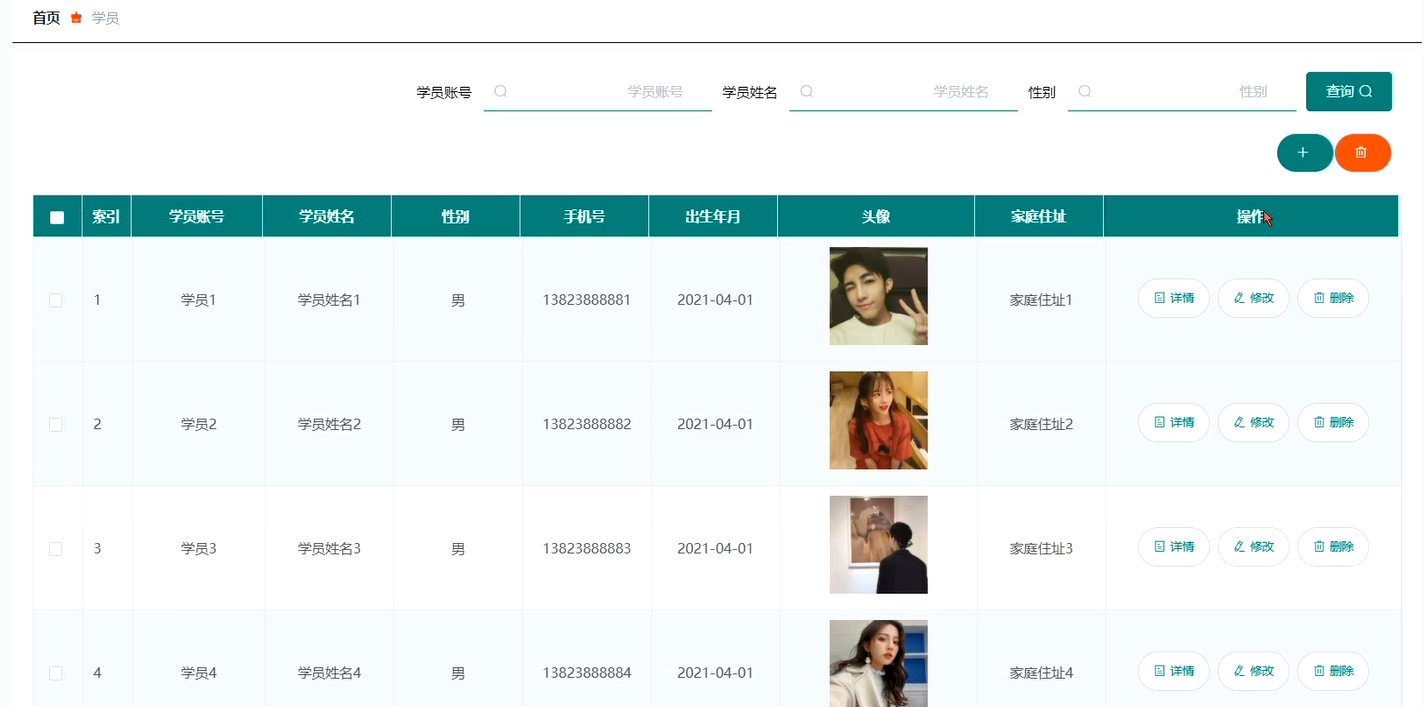 首页 学员
学员账号 学员账号 学员姓名 学员姓名 性别 性别 查询
索引 学员账号 学员姓名 性别 手机号 出生年月 头像 家庭住址 操作
1 学员1 学员姓名1 男 13823888881 2021-04-01 家庭住址1 详情 修改 删除
2 学员2 学员姓名2 男 13823888882 2021-04-01 家庭住址2 详情 修改 删除
3 学员3 学员姓名3 男 13823888883 2021-04-01 家庭住址3 详情 修改 删除
4 学员4 学员姓名4 男 13823888884 2021-04-01 家庭住址4 详情 修改 删除